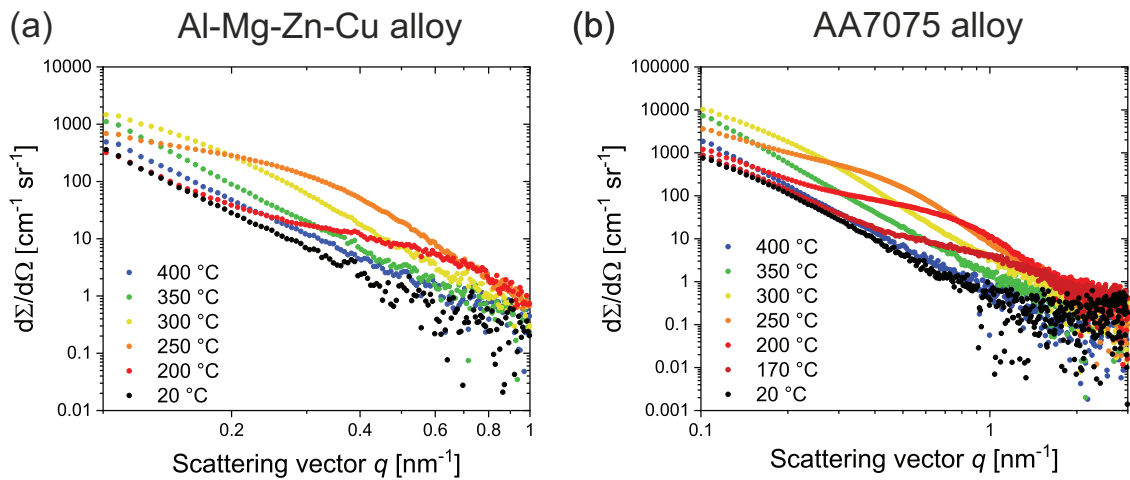 (a) Al-Mg-Zn-Cu alloy
10000
1000
100
10
1
0.1
0.01
dΣ/dΩ [cm⁻¹ sr⁻¹]
400 °C
350 °C
300 °C
250 °C
200 °C
20 °C
0.2 0.4 0.6 0.8 1
Scattering vector q [nm⁻¹]
(b) AA7075 alloy
100000
10000
1000
100
10
1
0.1
0.01
0.001
dΣ/dΩ [cm⁻¹ sr⁻¹]
400 °C
350 °C
300 °C
250 °C
200 °C
170 °C
20 °C
0.1 1
Scattering vector q [nm⁻¹]